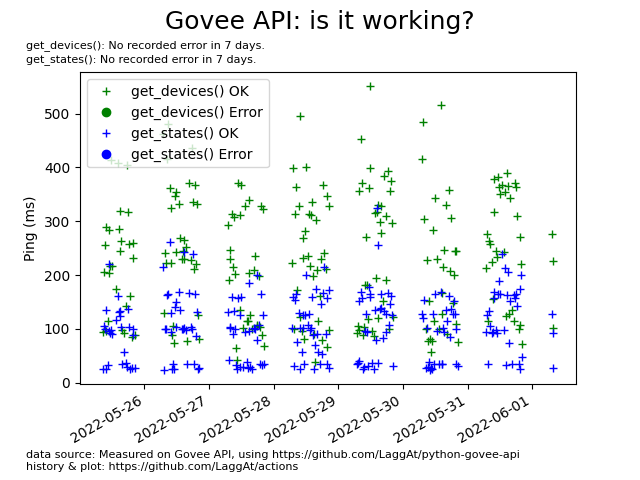 Govee API: is it working?
get_devices(): No recorded error in 7 days.
get_states(): No recorded error in 7 days.
get_devices() OK
get_devices() Error
get_states() OK
get_states() Error
Ping (ms)
500
400
300
200
100
0
2022-05-26
2022-05-27
2022-05-28
2022-05-29
2022-05-30
2022-05-31
2022-06-01
data source: Measured on Govee API, using https://github.com/LaggAt/python-govee-api
history & plot: https://github.com/LaggAt/actions